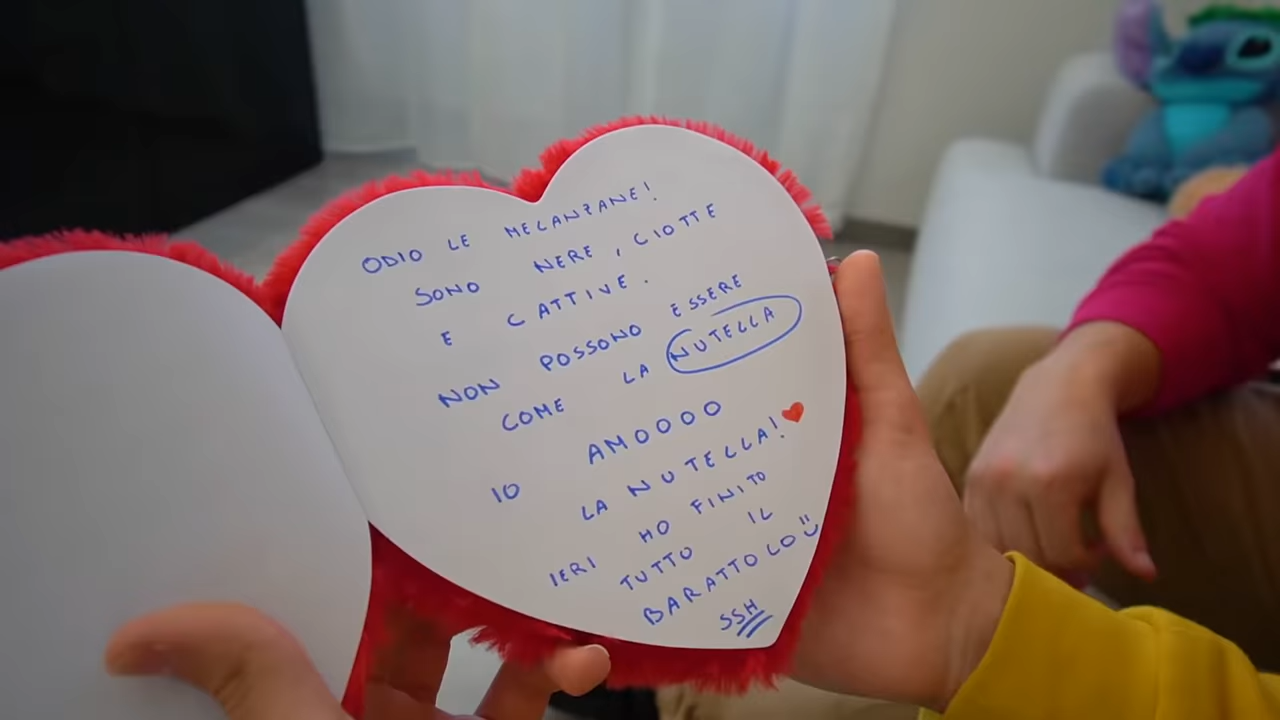 ODIO LE MELANZANE!
SONO NERE, CIOTTE
E CATTIVE.
NON POSSONO ESSERE
COME LA NUTELLA
IO AMOOOO
LA NUTELLA!
IERI HO FINITO
TUTTO IL
BARATTOLO
SSH